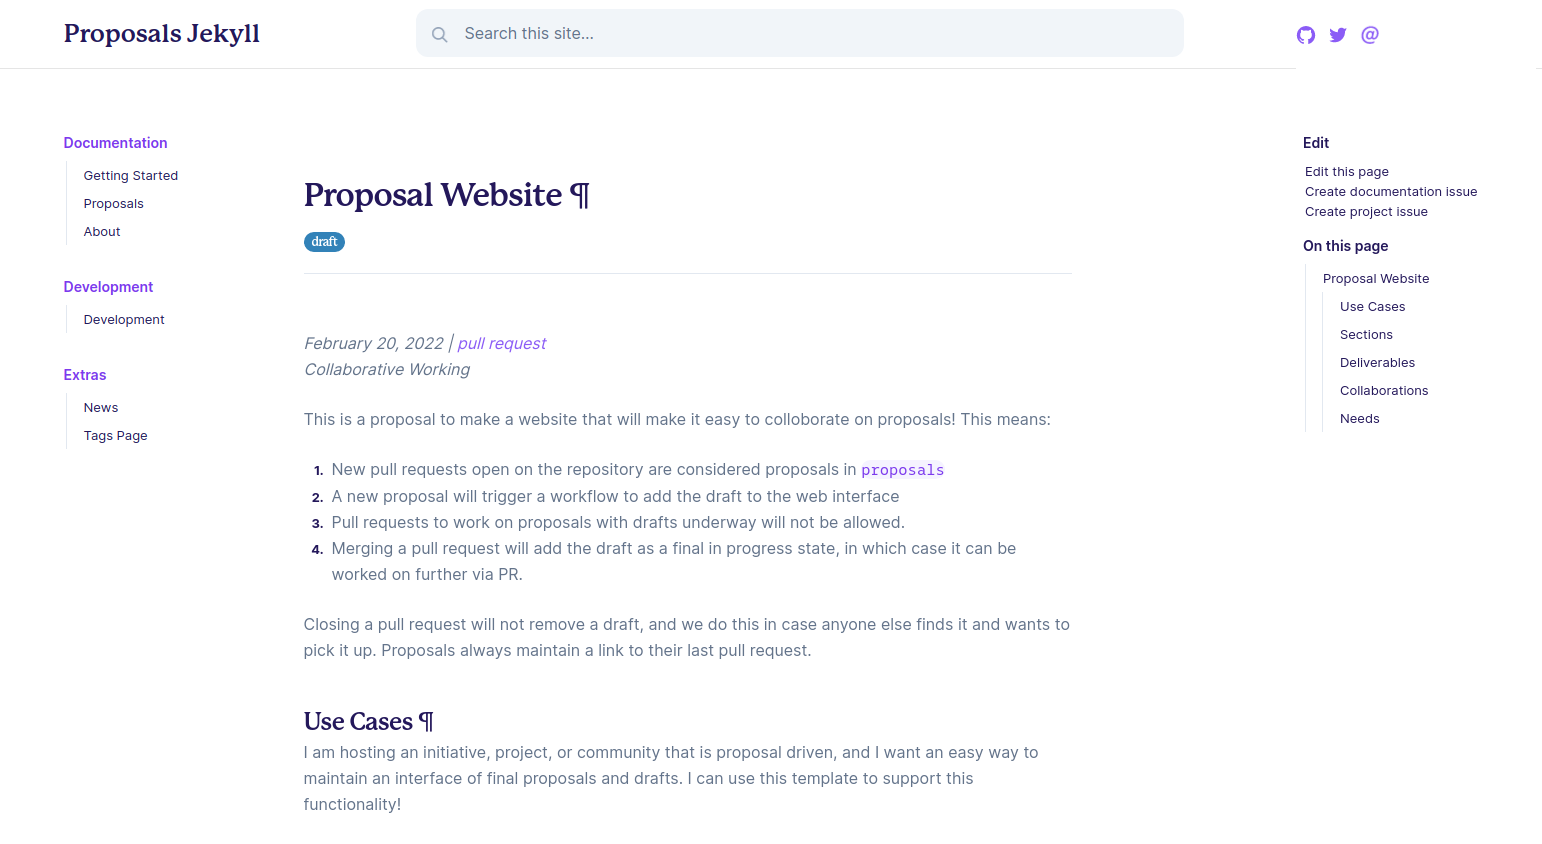 Proposals Jekyll
Search this site...
@
Documentation
Getting Started
Proposals
About
Development
Development
Extras
News
Tags Page
Proposal Website ¶
draft
February 20, 2022 | pull request
Collaborative Working
This is a proposal to make a website that will make it easy to colloborate on proposals! This means:
1. New pull requests open on the repository are considered proposals in proposals
2. A new proposal will trigger a workflow to add the draft to the web interface
3. Pull requests to work on proposals with drafts underway will not be allowed.
4. Merging a pull request will add the draft as a final in progress state, in which case it can be
worked on further via PR.
Closing a pull request will not remove a draft, and we do this in case anyone else finds it and wants to
pick it up. Proposals always maintain a link to their last pull request.
Use Cases ¶
I am hosting an initiative, project, or community that is proposal driven, and I want an easy way to
maintain an interface of final proposals and drafts. I can use this template to support this
functionality!
Edit
Edit this page
Create documentation issue
Create project issue
On this page
Proposal Website
Use Cases
Sections
Deliverables
Collaborations
Needs